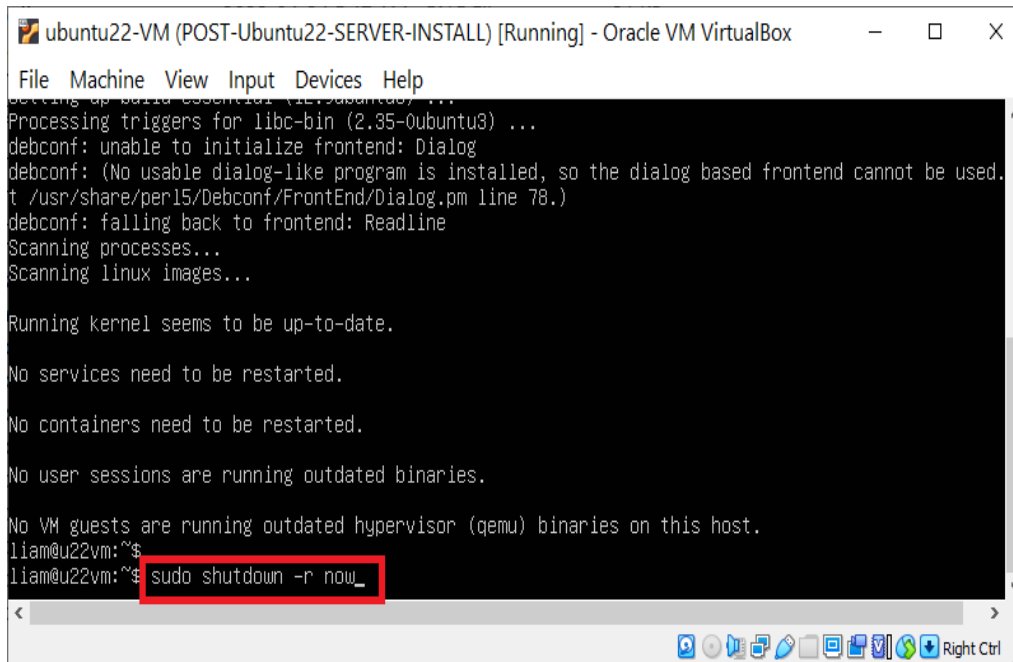 ubuntu22-VM (POST-Ubuntu22-SERVER-INSTALL) [Running] - Oracle VM VirtualBox
File Machine View Input Devices Help
Setting up build-essential (12.9ubuntu3) ...
Processing triggers for libc-bin (2.35-0ubuntu3) ...
debconf: unable to initialize frontend: Dialog
debconf: (No usable dialog-like program is installed, so the dialog based frontend cannot be used.
t /usr/share/perl5/Debconf/FrontEnd/Dialog.pm line 78.)
debconf: falling back to frontend: Readline
Scanning processes...
Scanning linux images...
Running kernel seems to be up-to-date.
No services need to be restarted.
No containers need to be restarted.
No user sessions are running outdated binaries.
No VM guests are running outdated hypervisor (qemu) binaries on this host.
liam@u22vm:~$
liam@u22vm:~$ sudo shutdown -r now_
Right Ctrl